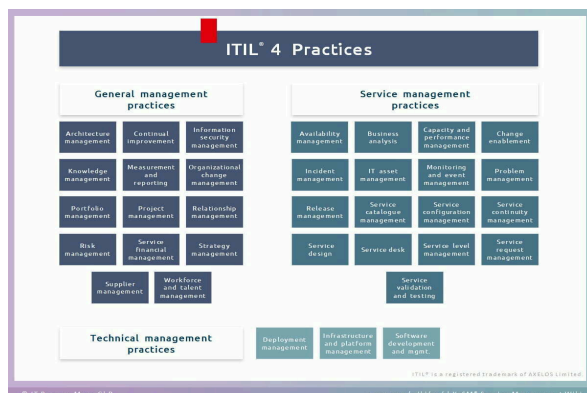 ITIL® 4 Practices
General management
practices
Service management
practices
Architecture
management
Continual
improvement
Information
security
management
Knowledge
management
Measurement
and
reporting
Organizational
change
management
Portfolio
management
Project
management
Relationship
management
Risk
management
Service
financial
management
Strategy
management
Supplier
management
Workforce
and talent
management
Availability
management
Business
analysis
Capacity and
performance
management
Change
enablement
Incident
management
IT asset
management
Monitoring
and event
management
Problem
management
Release
management
Service
catalogue
management
Service
configuration
management
Service
continuity
management
Service
design
Service desk
Service level
management
Service
request
management
Service
validation
and testing
Technical management
practices
Deployment
management
Infrastructure
and platform
management
Software
development
and mgmt.
ITIL® is a registered trademark of AXELOS Limited